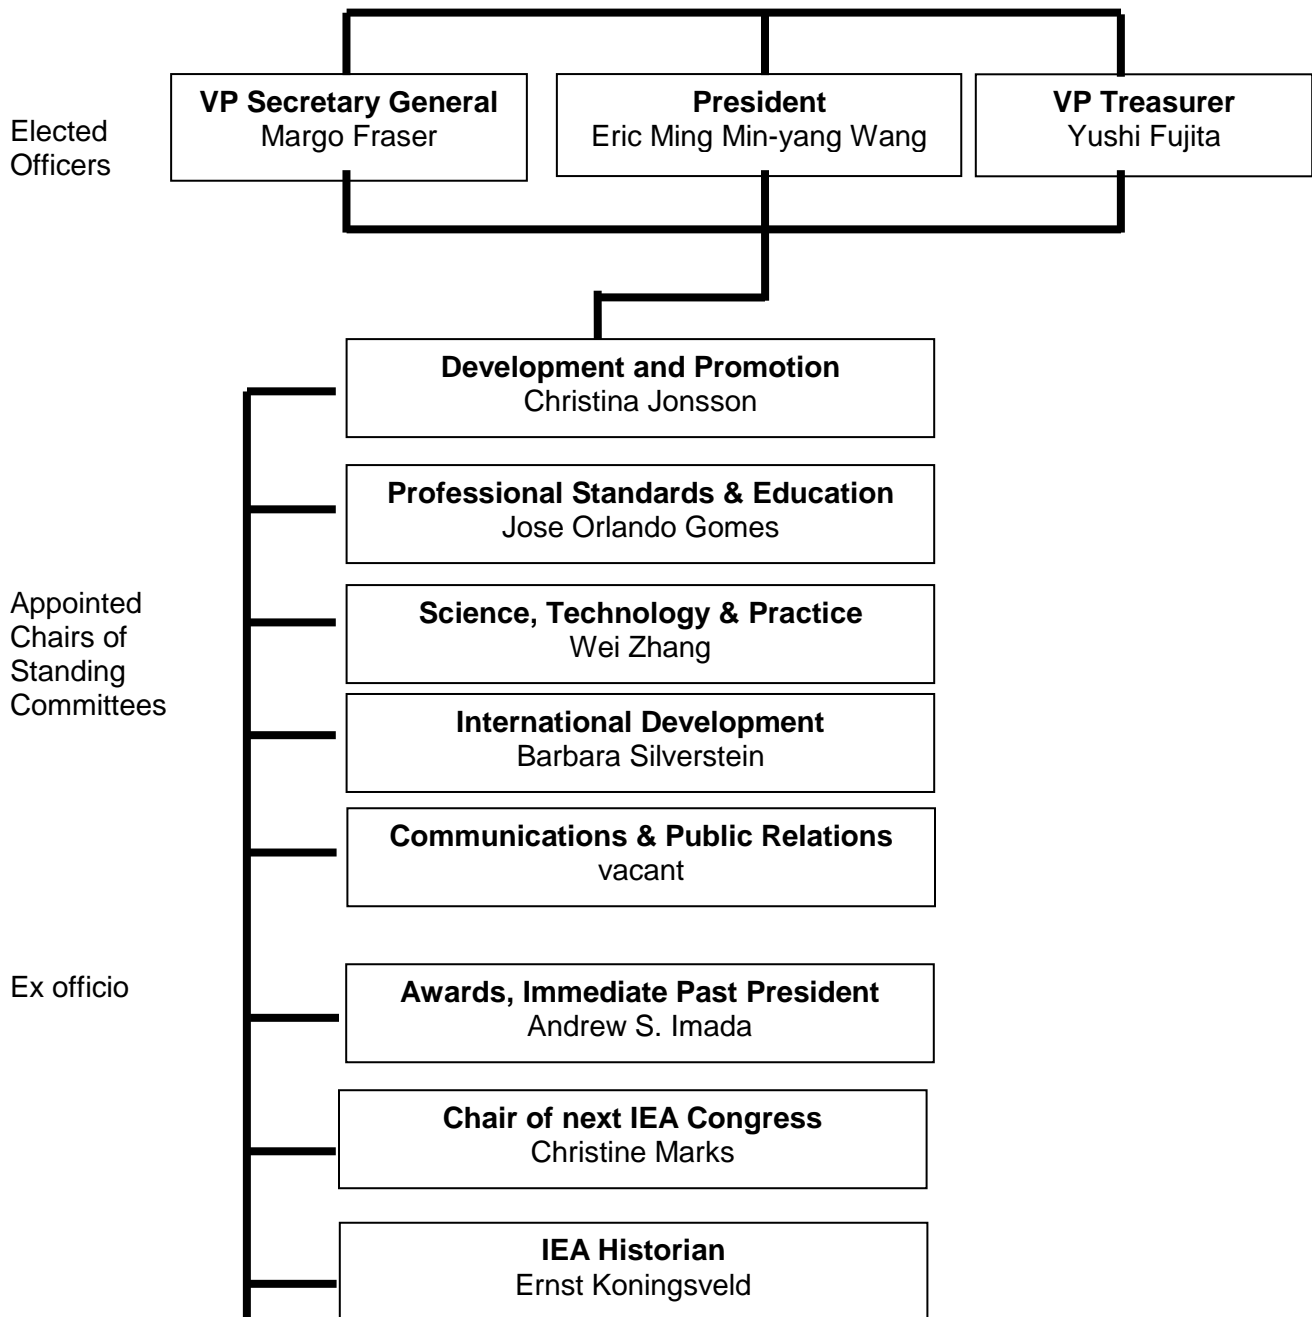 Elected
Officers
VP Secretary General
Margo Fraser
President
Eric Ming Min-yang Wang
VP Treasurer
Yushi Fujita
Development and Promotion
Christina Jonsson
Professional Standards & Education
Jose Orlando Gomes
Appointed
Chairs of
Standing
Committees
Science, Technology & Practice
Wei Zhang
International Development
Barbara Silverstein
Communications & Public Relations
vacant
Ex officio
Awards, Immediate Past President
Andrew S. Imada
Chair of next IEA Congress
Christine Marks
IEA Historian
Ernst Koningsveld